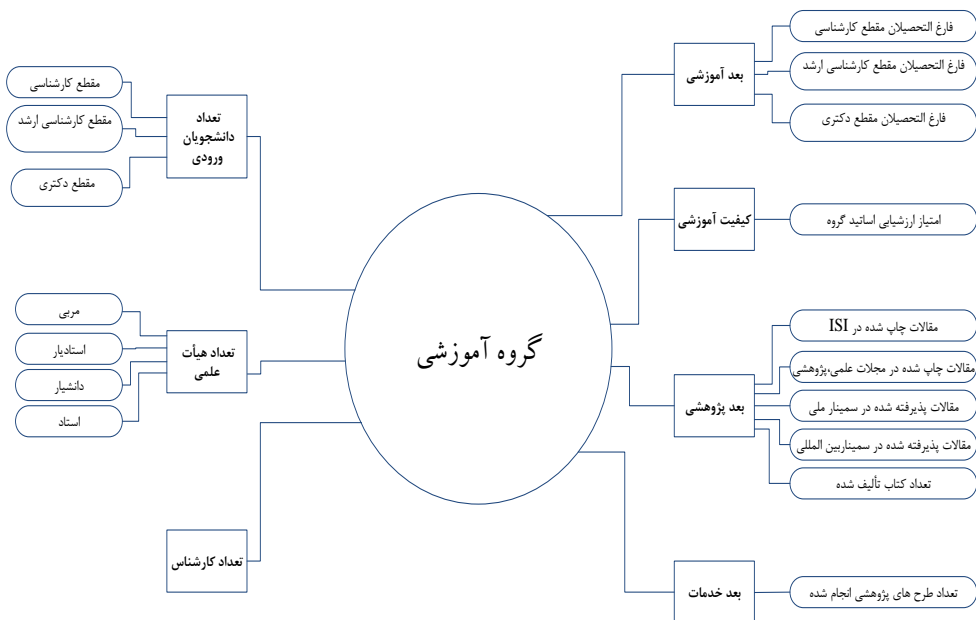 فارغ التحصیلان مقطع کارشناسی
بعد آموزشی
فارغ التحصیلان مقطع کارشناسی ارشد
فارغ التحصیلان مقطع دکتری
کیفیت آموزشی
امتیاز ارزشیابی اساتید گروه
مقالات چاپ شده در ISI
مقالات چاپ شده در مجلات علمی،پژوهشی
بعد پژوهشی
مقالات پذیرفته شده در سمینار ملی
مقالات پذیرفته شده در سمیناربین المللی
تعداد کتاب تألیف شده
بعد خدمات
تعداد طرح های پژوهشی انجام شده
گروه آموزشی
تعداد
دانشجویان
ورودی
مقطع کارشناسی
مقطع کارشناسی ارشد
مقطع دکتری
تعداد هیأت
علمی
مربی
استادیار
دانشیار
استاد
تعداد کارشناس